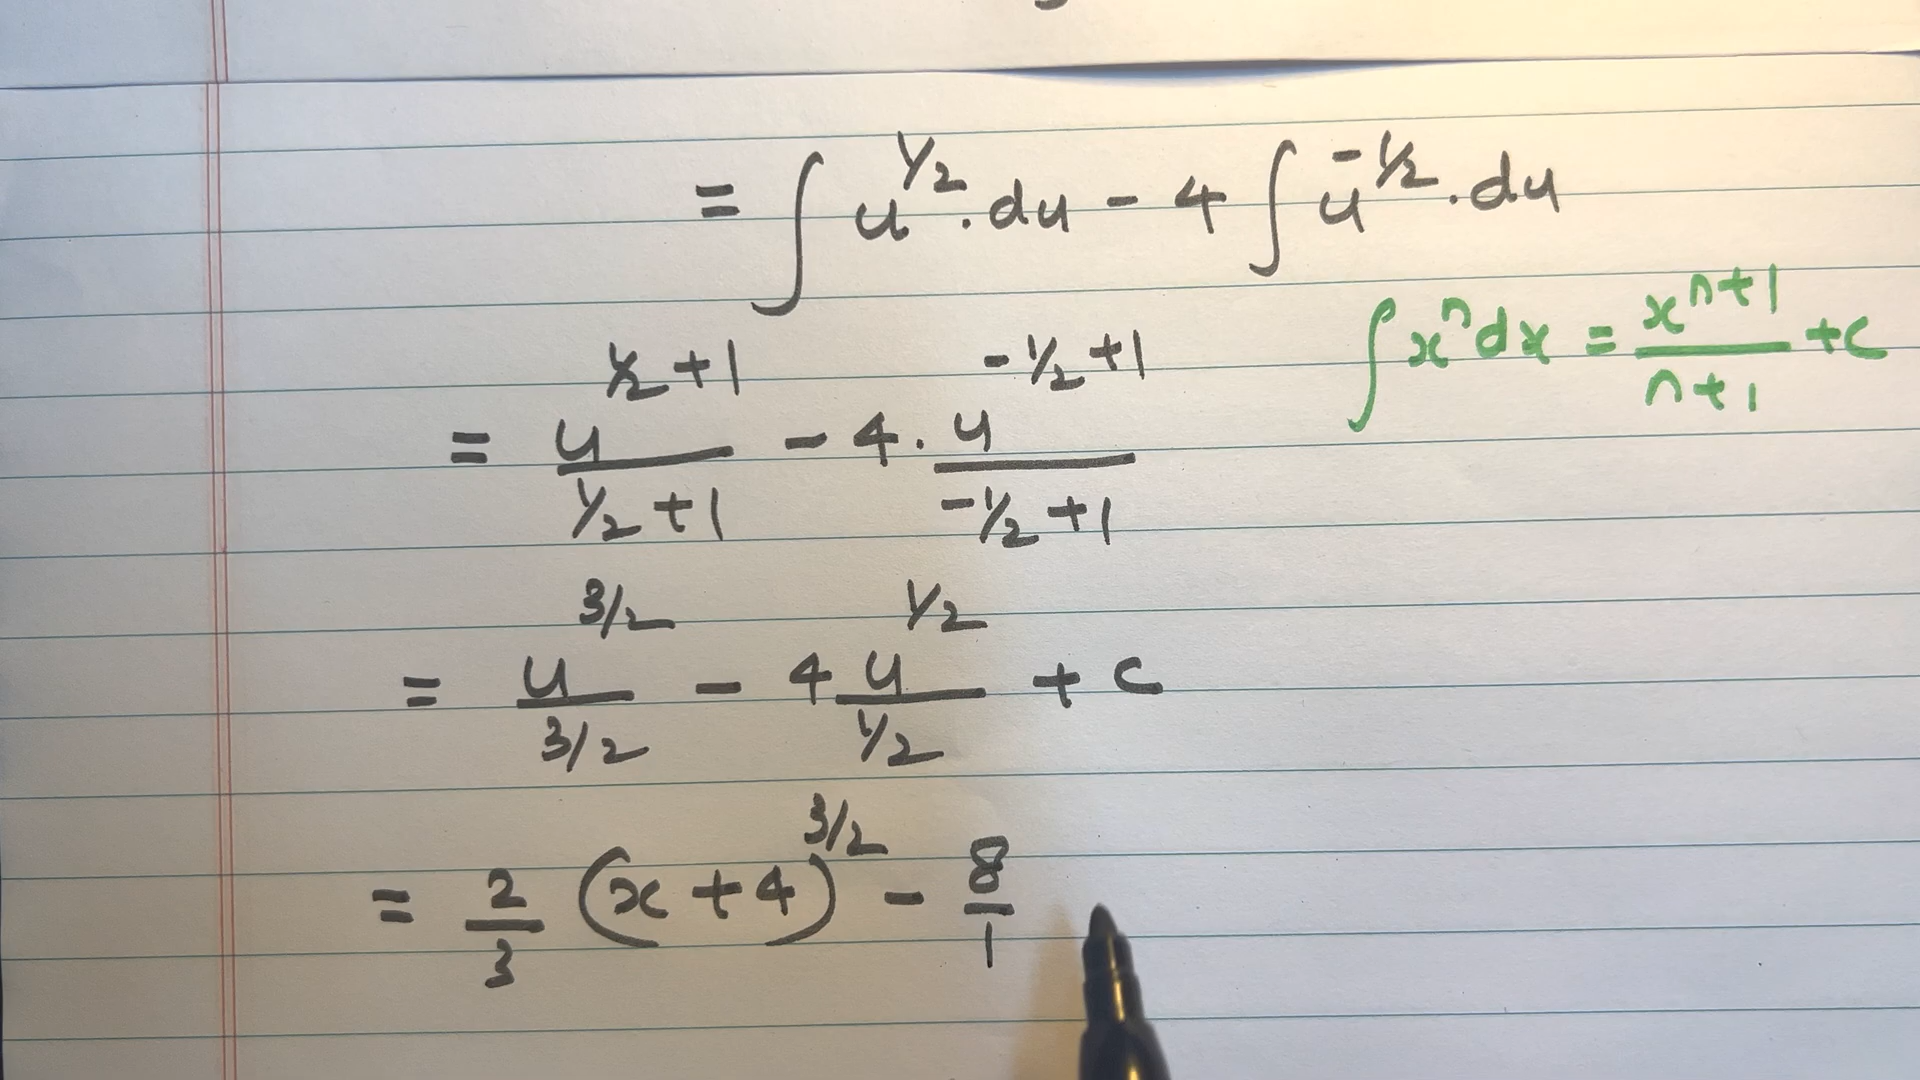 = ∫ u^1/2 . du - 4 ∫ u^-1/2 . du
∫ x^n dx = x^n+1 / n+1 + c
= u^1/2+1 / 1/2+1 - 4 . u^-1/2+1 / -1/2+1
= u^3/2 / 3/2 - 4 u^1/2 / 1/2 + c
= 2/3 (x+4)^3/2 - 8/1